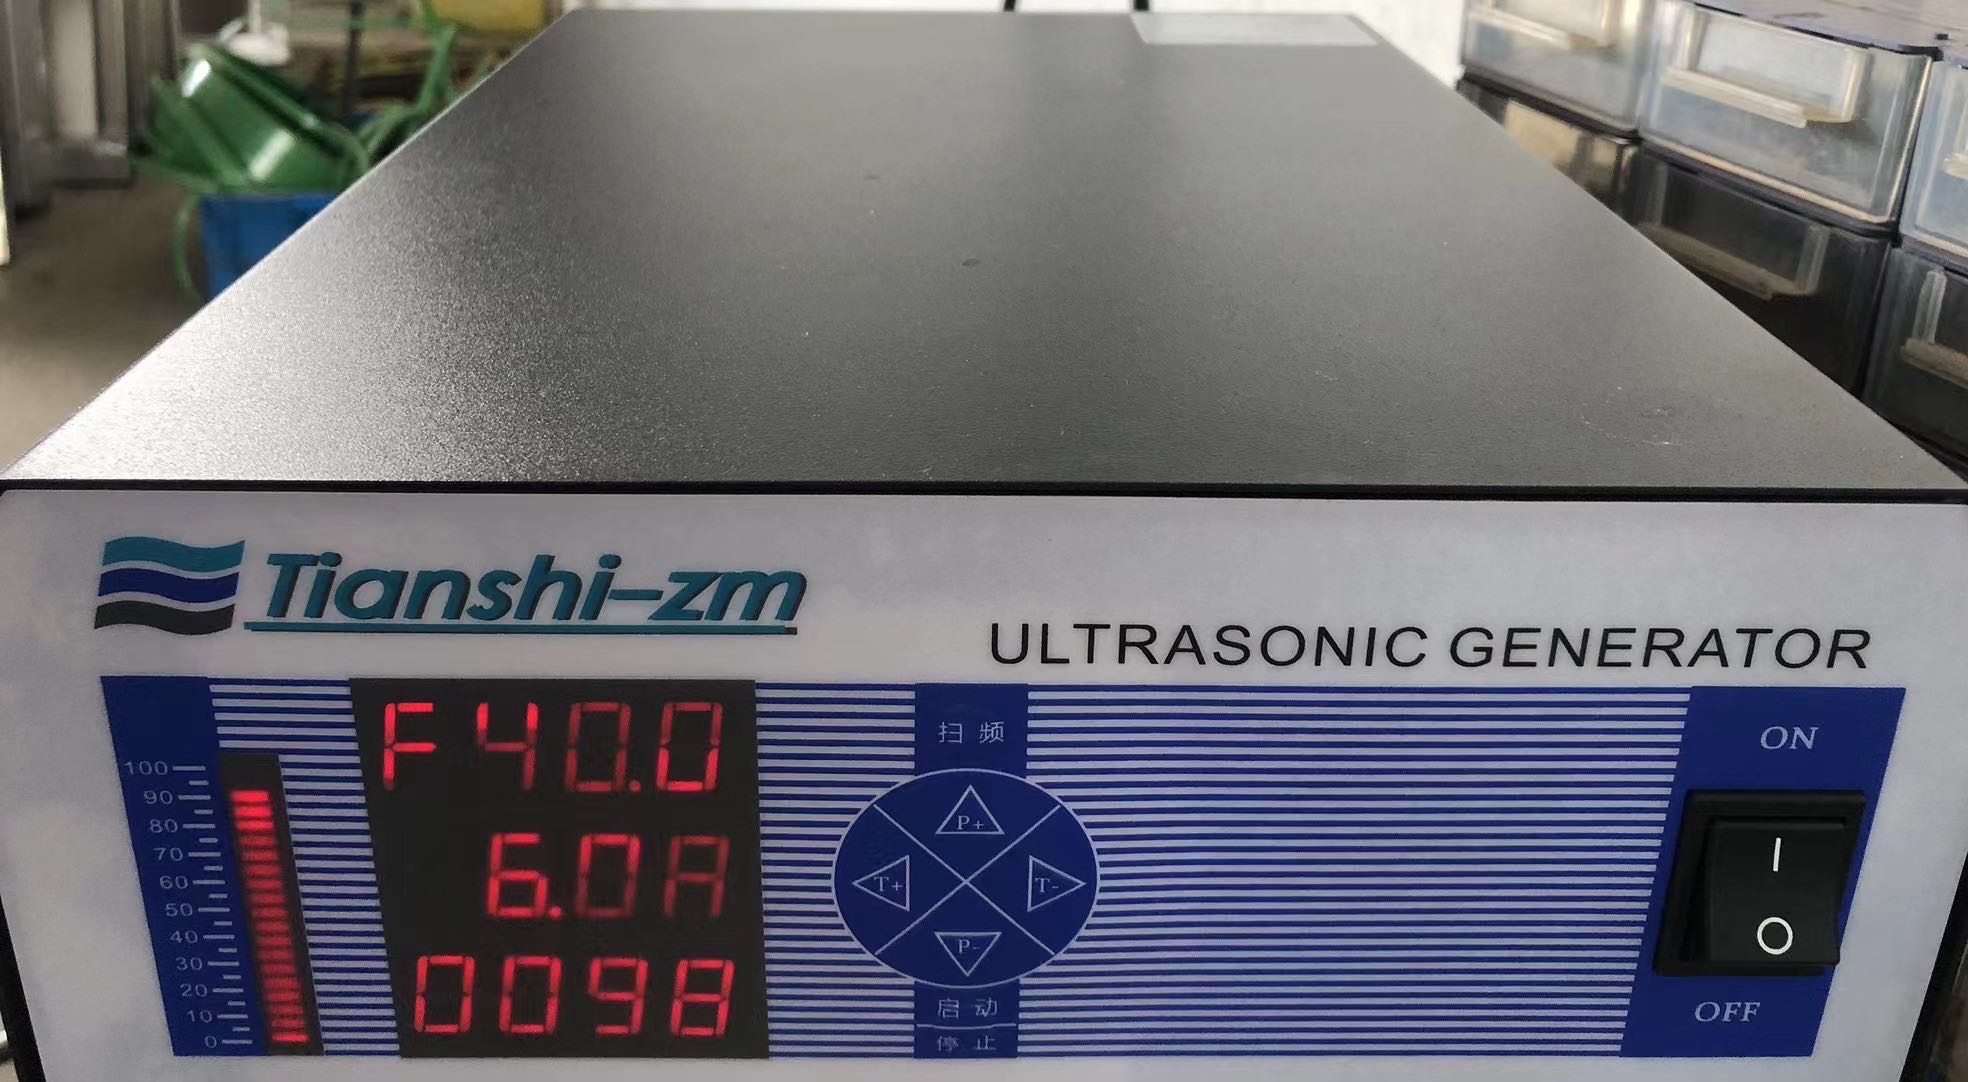 Tianshi-zm
ULTRASONIC GENERATOR
F40.0
6.0A
0098
100
90
80
70
60
50
40
30
20
10
0
扫频
P+
T+
T-
P-
启动
停止
ON
OFF